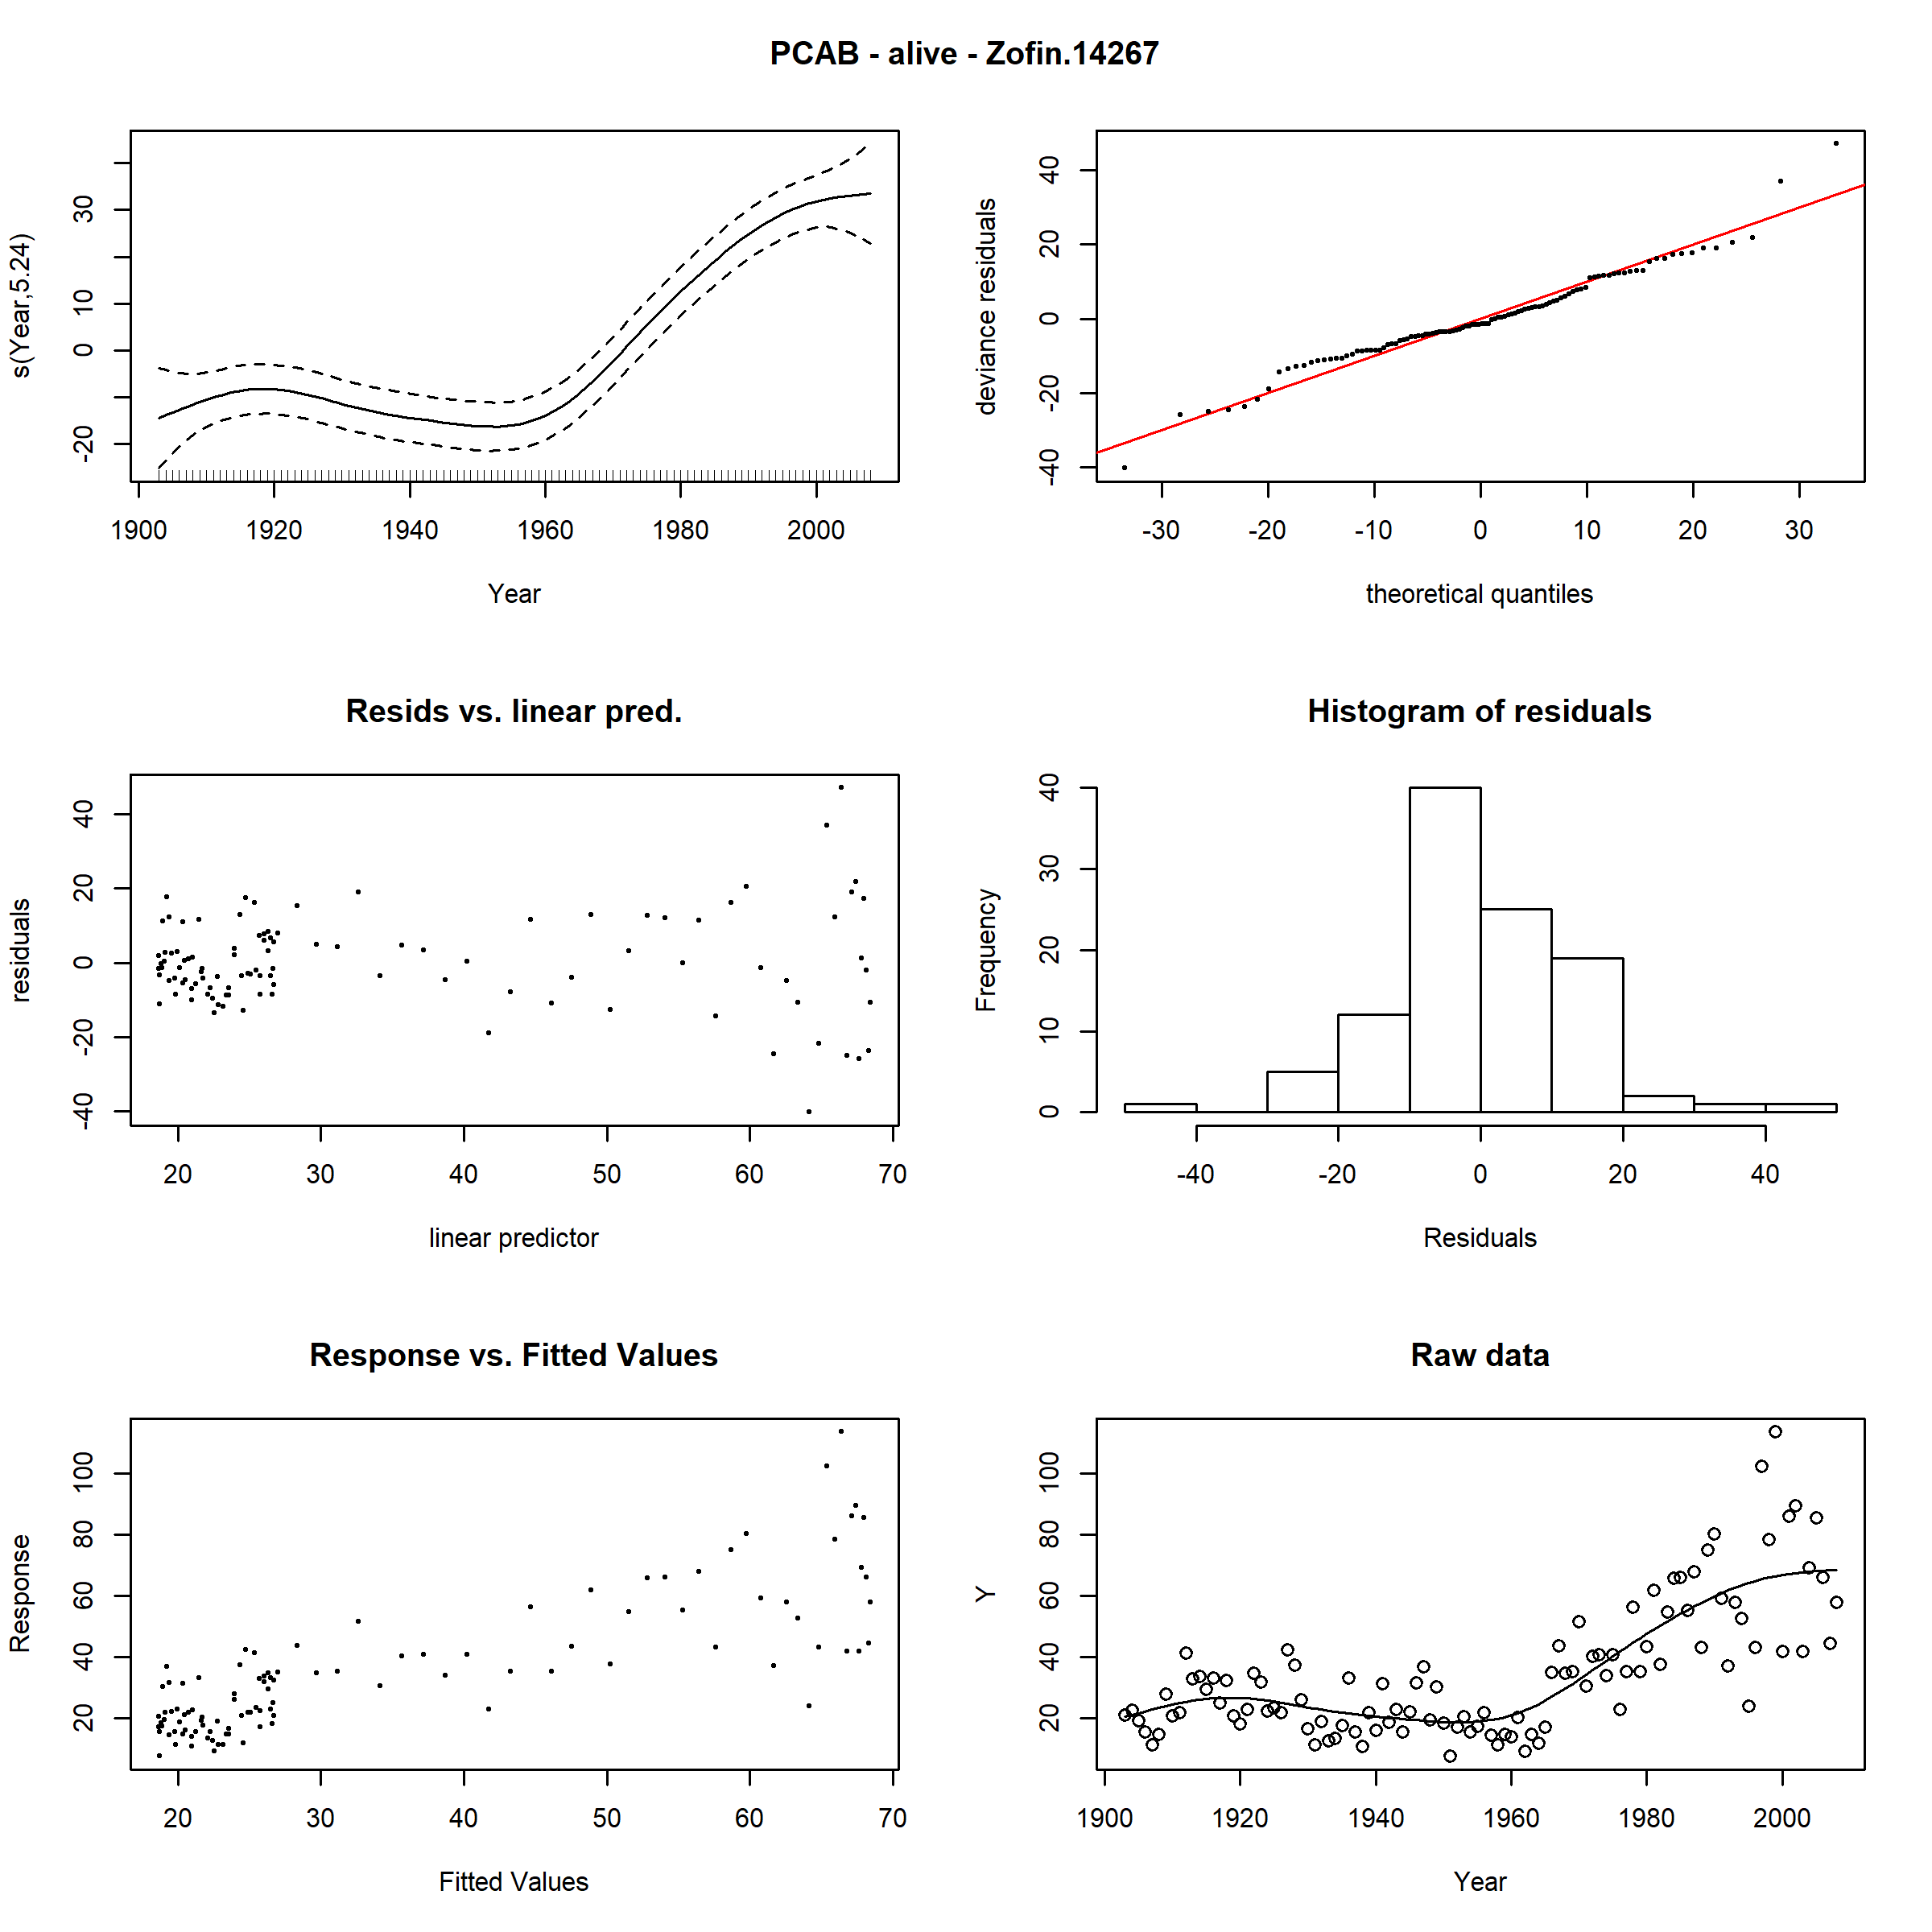 PCAB - alive - Zofin.14267
s(Year,5.24)
-20 0 10 30
1900 1920 1940 1960 1980 2000
Year
deviance residuals
-40 -20 0 20 40
-30 -20 -10 0 10 20 30
theoretical quantiles
Resids vs. linear pred.
residuals
-40 -20 0 20 40
20 30 40 50 60 70
linear predictor
Histogram of residuals
Frequency
0 10 20 30 40
-40 -20 0 20 40
Residuals
Response vs. Fitted Values
Response
20 40 60 80 100
20 30 40 50 60 70
Fitted Values
Raw data
Y
20 40 60 80 100
1900 1920 1940 1960 1980 2000
Year